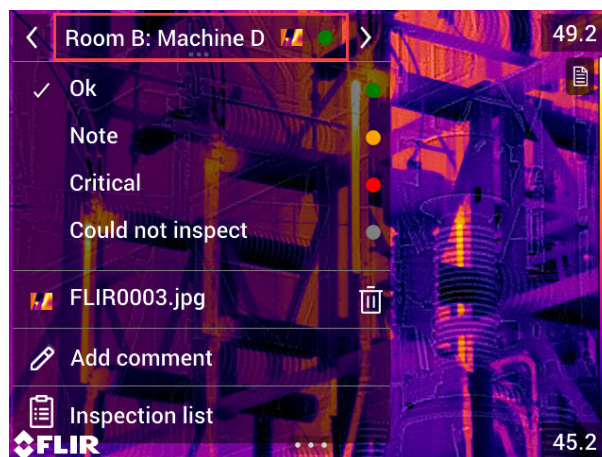 Room B: Machine D
49.2
Ok
Note
Critical
Could not inspect
FLIR0003.jpg
Add comment
Inspection list
FLIR
45.2